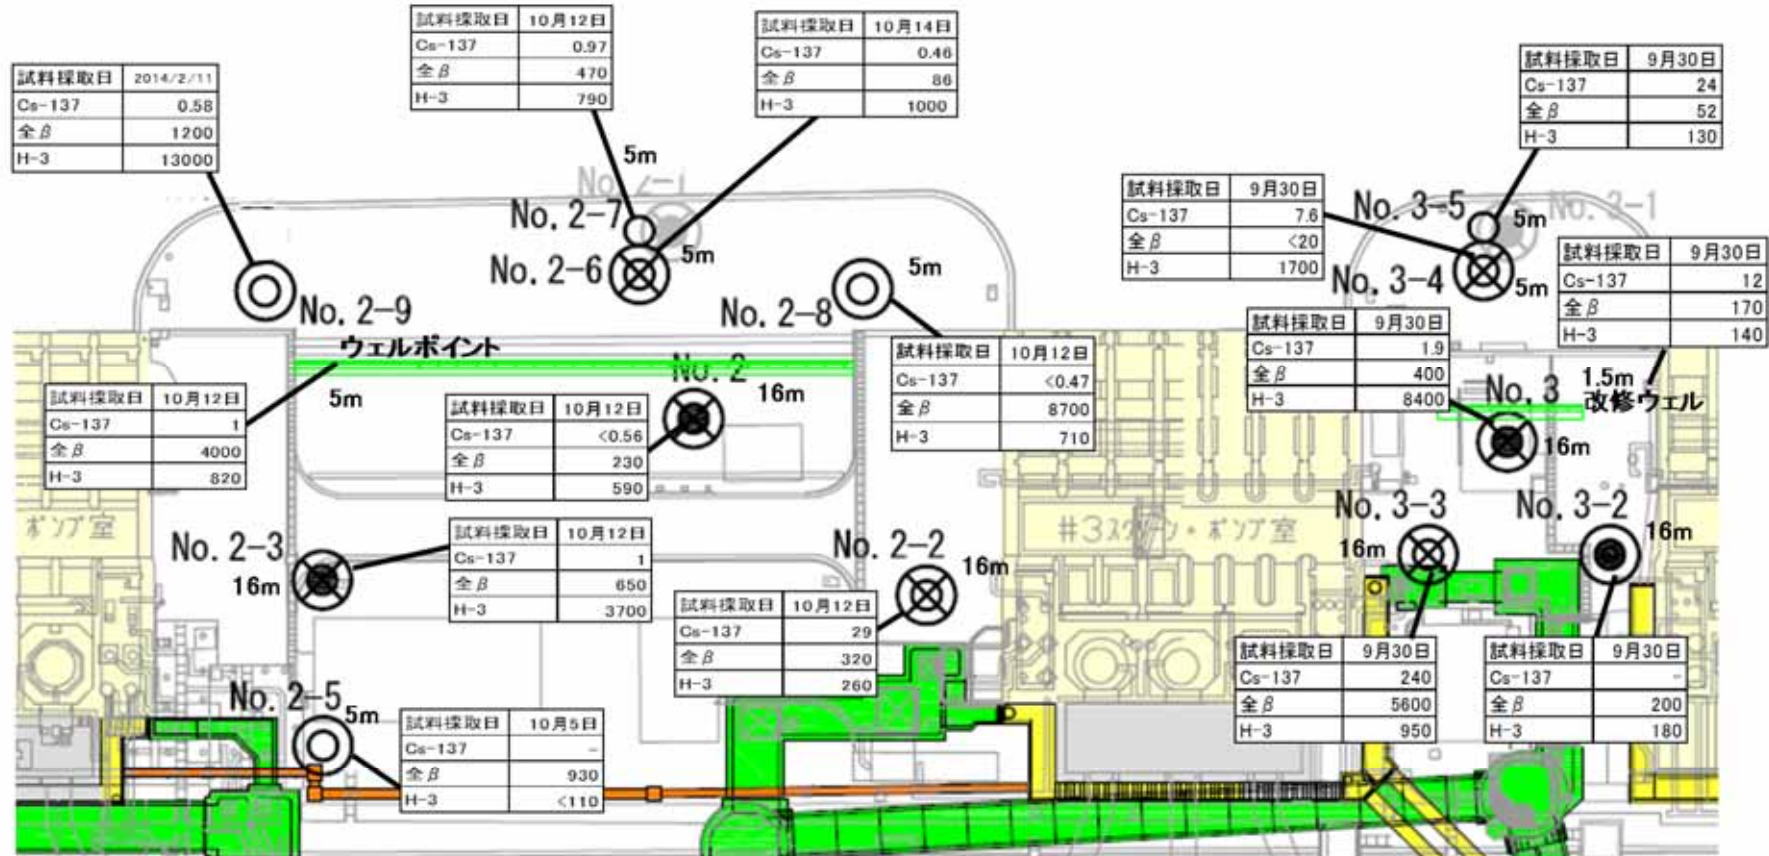 試料採取日 10月12日
Cs-137 0.97
全β 470
H-3 790
試料採取日 10月14日
Cs-137 0.46
全β 86
H-3 1000
試料採取日 2014/2/11
Cs-137 0.58
全β 1200
H-3 13000
試料採取日 9月30日
Cs-137 24
全β 52
H-3 130
5m
No. 2-1
No. 2-7
No. 2-6
5m
No. 2-9
No. 2-8
5m
試料採取日 9月30日
Cs-137 7.6
全β <20
H-3 1700
No. 3-5
5m
No. 3-1
No. 3-4
5m
試料採取日 9月30日
Cs-137 12
全β 170
H-3 140
ウェルポイント
5m
試料採取日 10月12日
Cs-137 1
全β 4000
H-3 820
No. 2
16m
試料採取日 10月12日
Cs-137 <0.56
全β 230
H-3 590
試料採取日 10月12日
Cs-137 <0.47
全β 8700
H-3 710
試料採取日 9月30日
Cs-137 1.9
全β 400
H-3 8400
No. 3
16m
1.5m
改修ウェル
ポンプ室
No. 2-3
16m
試料採取日 10月12日
Cs-137 1
全β 650
H-3 3700
No. 2-2
16m
試料採取日 10月12日
Cs-137 29
全β 320
H-3 260
#3スクリーン・ポンプ室
No. 3-3
16m
No. 3-2
16m
試料採取日 9月30日
Cs-137 240
全β 5600
H-3 950
試料採取日 9月30日
Cs-137 -
全β 200
H-3 180
No. 2-5
5m
試料採取日 10月5日
Cs-137 -
全β 930
H-3 <110